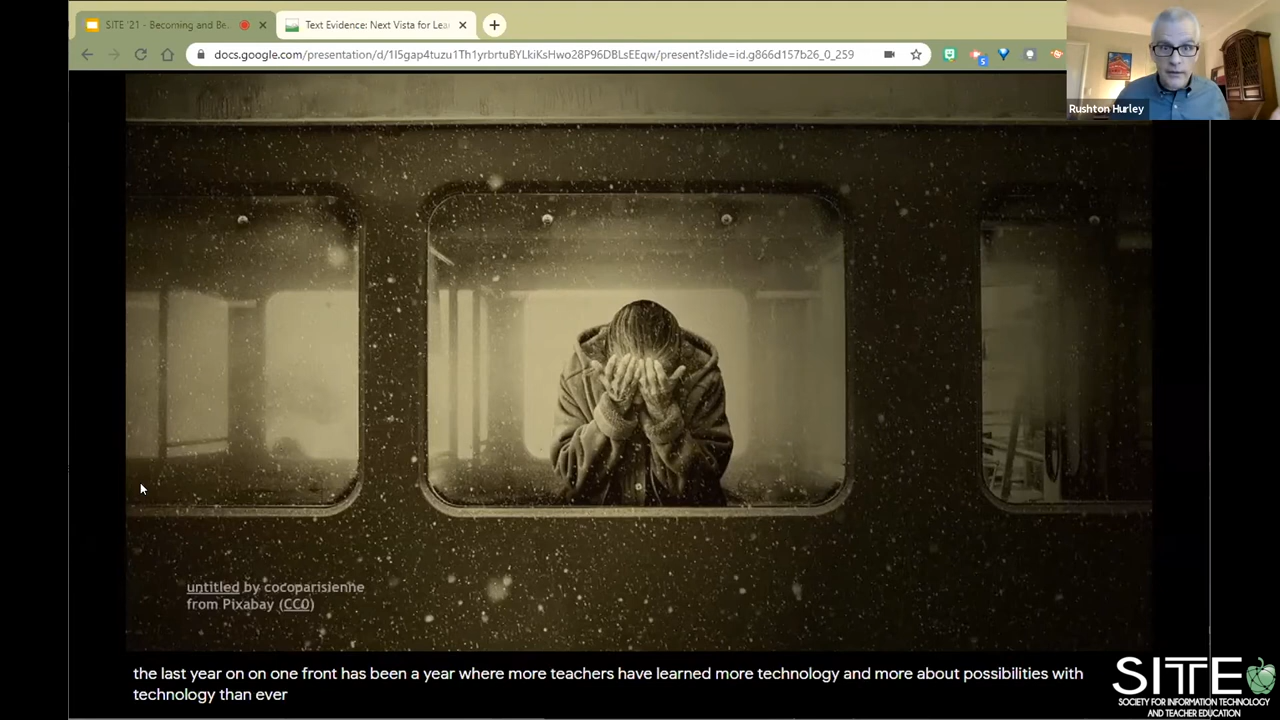 SITE '21 - Becoming and Be
Text Evidence: Next Vista for Lea
docs.google.com/presentation/d/1I5gap4tuzu1Th1yrbrtuBYLkiKsHwo28P96DBLsEEqw/present?slide=id.g866d157b26_0_259
5
Rushton Hurley
untitled by cocoparisienne
from Pixabay (CC0)
the last year on on one front has been a year where more teachers have learned more technology and more about possibilities with
technology than ever
SITE
SOCIETY FOR INFORMATION TECHNOLOGY
AND TEACHER EDUCATION